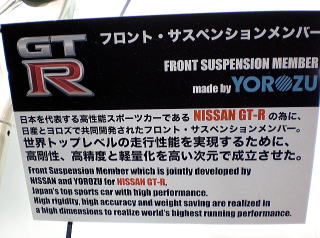 GT
R
フロント・サスペンションメンバー
FRONT SUSPENSION MEMBER
made by YOROZU
日本を代表する高性能スポーツカーである NISSAN GT-R の為に、
日産とヨロズで共同開発されたフロント・サスペンションメンバー。
世界トップレベルの走行性能を実現するために、
高剛性、高精度と軽量化を高い次元で成立させた。
Front Suspension Member which is jointly developed by
NISSAN and YOROZU for NISSAN GT-R,
Japan's top sports car with high performance.
High rigidity, high accuracy and weight saving are realized in
a high dimensions to realize world's highest running performance.